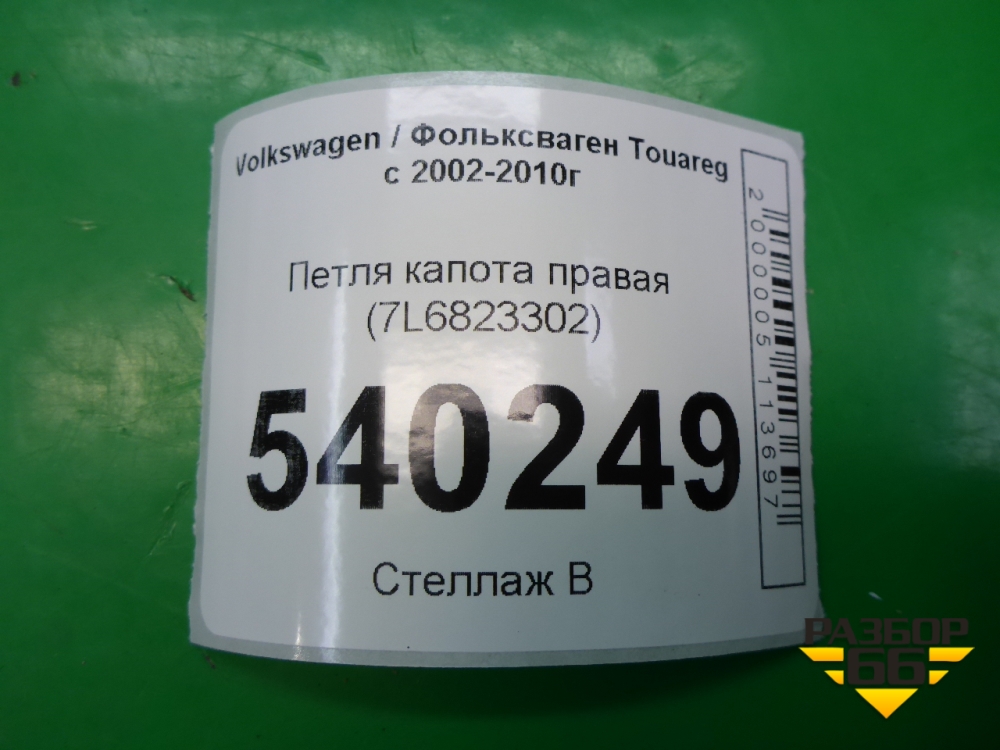 Volkswagen / Фольксваген Touareg
с 2002-2010г
Петля капота правая
(7L6823302)
540249
Стеллаж В
2000005113697
РАЗБОР
66